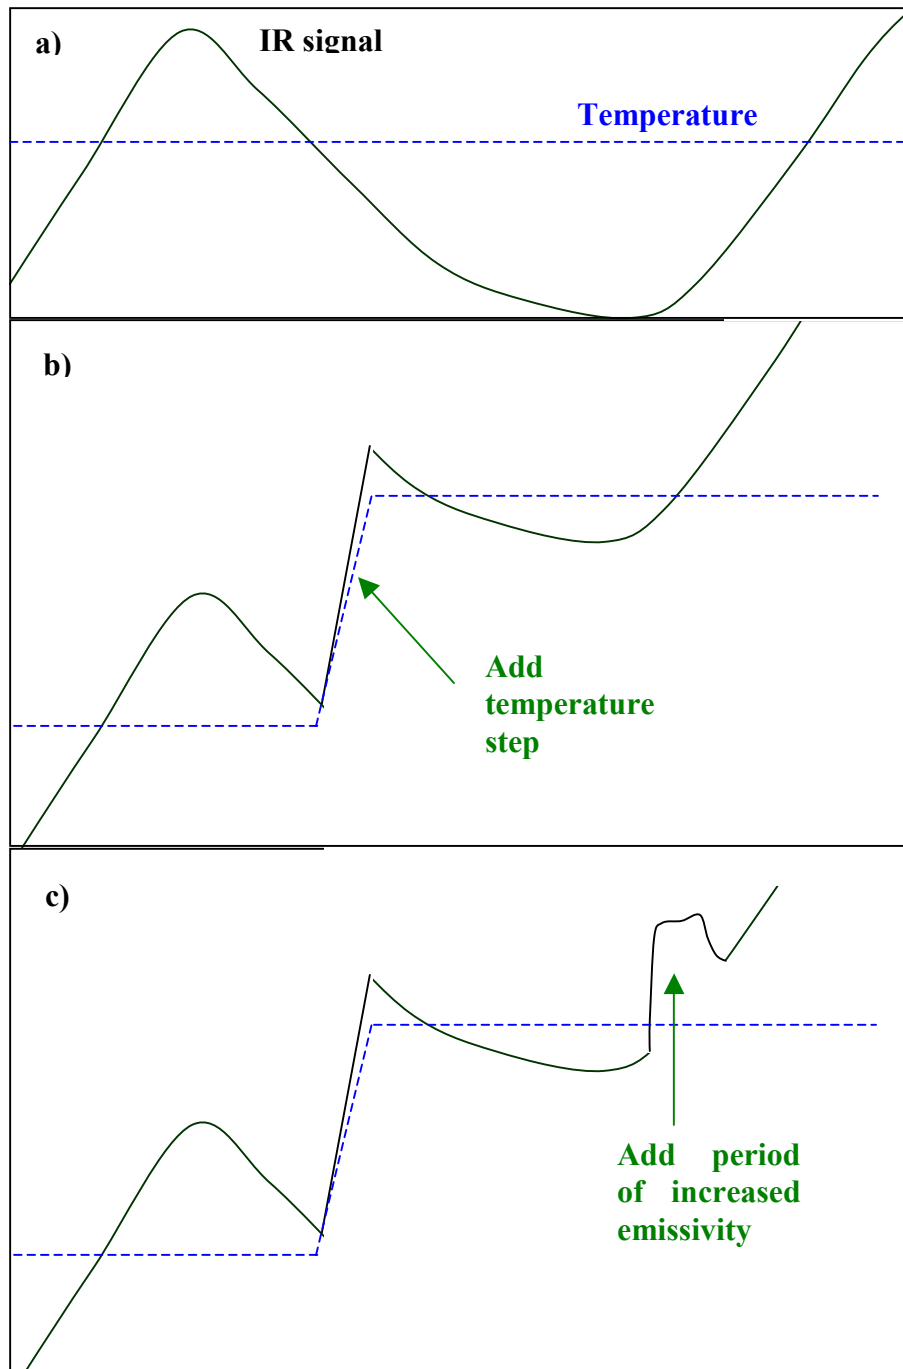 a)
IR signal
Temperature
b)
Add
temperature
step
c)
Add period
of increased
emissivity